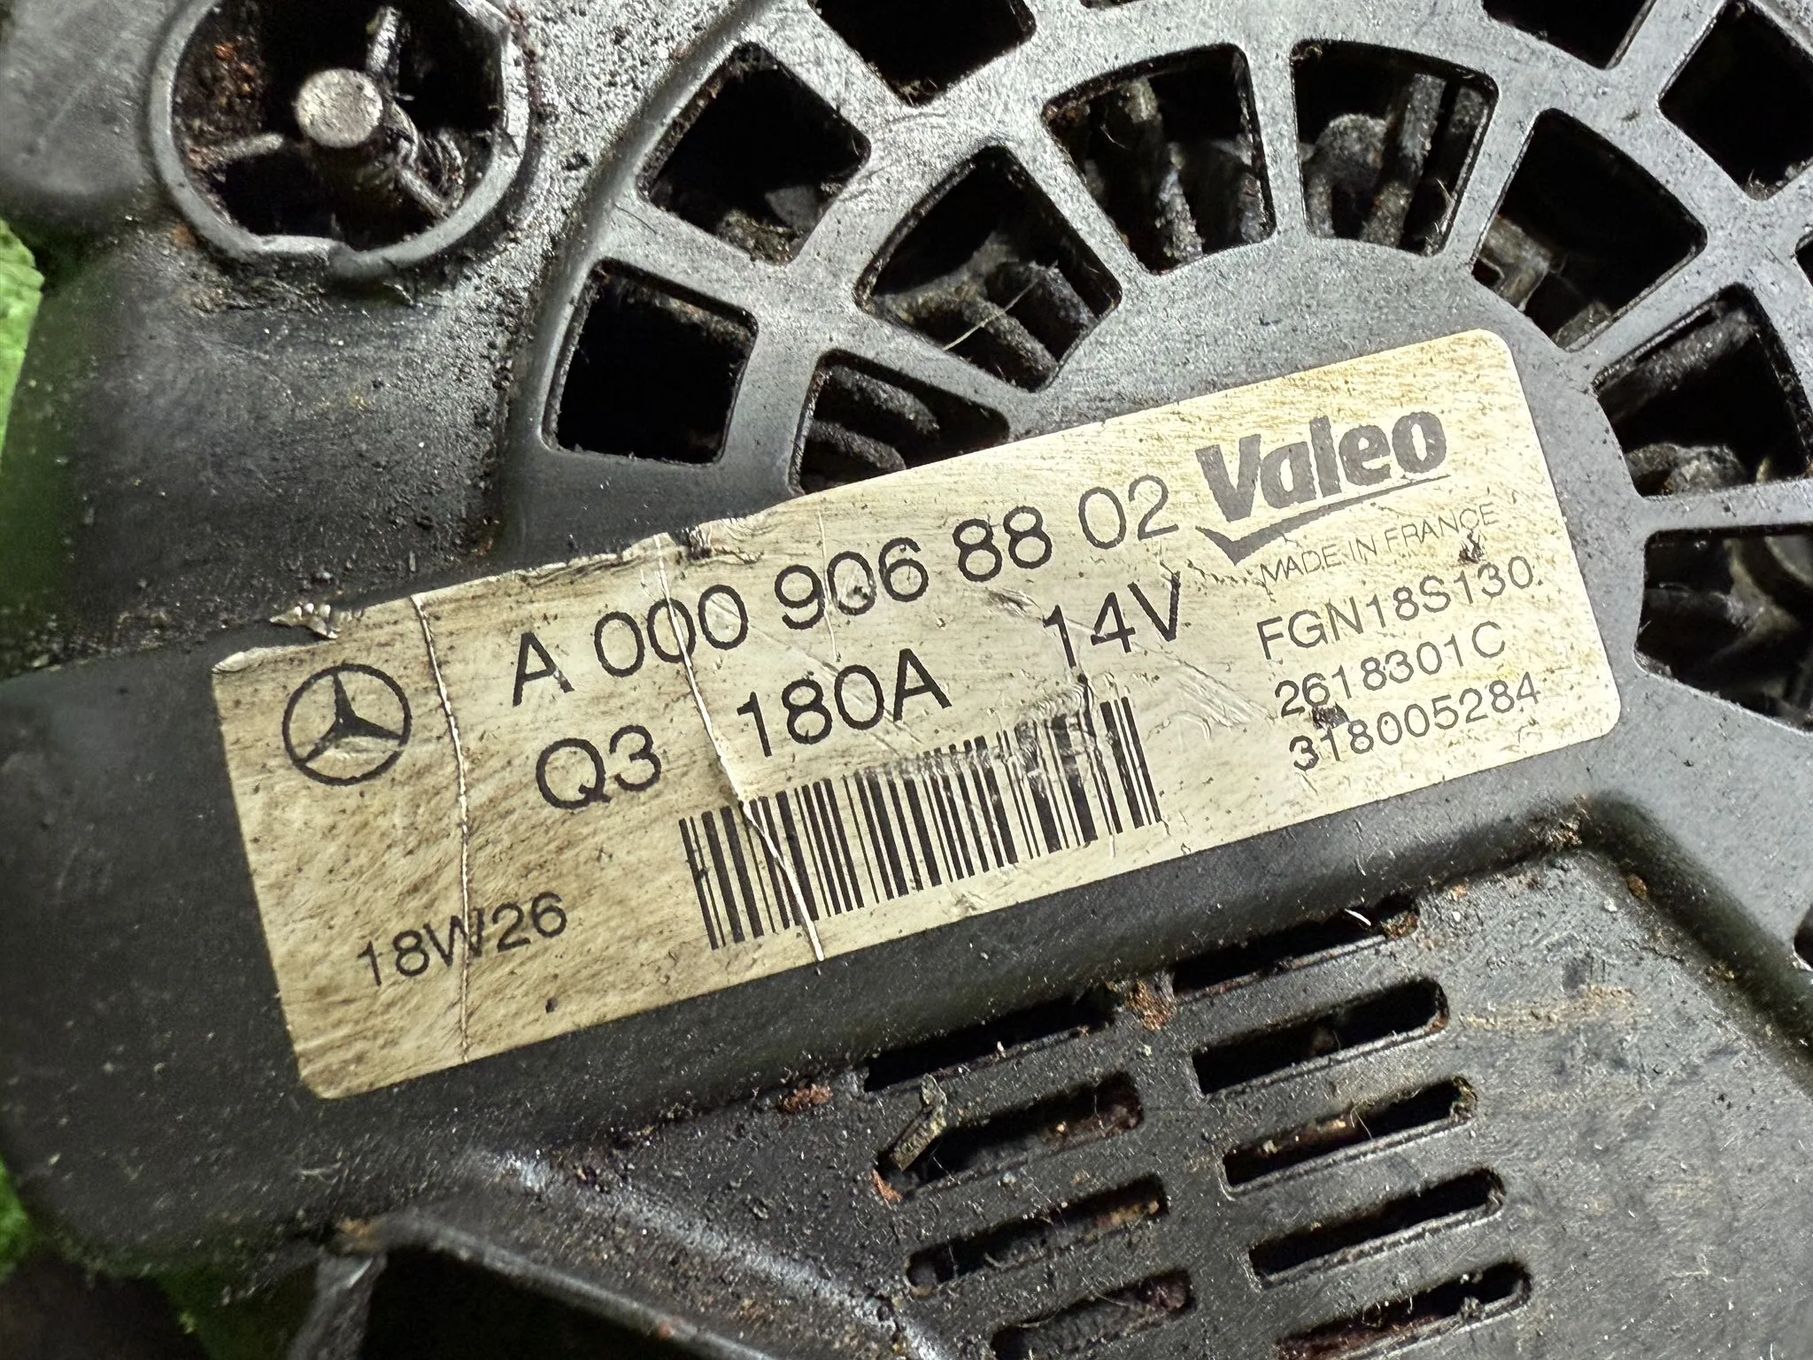 Valeo
MADE IN FRANCE
A 000 906 88 02
Q3 180A 14V
FGN18S130
2618301C
318005284
18W26